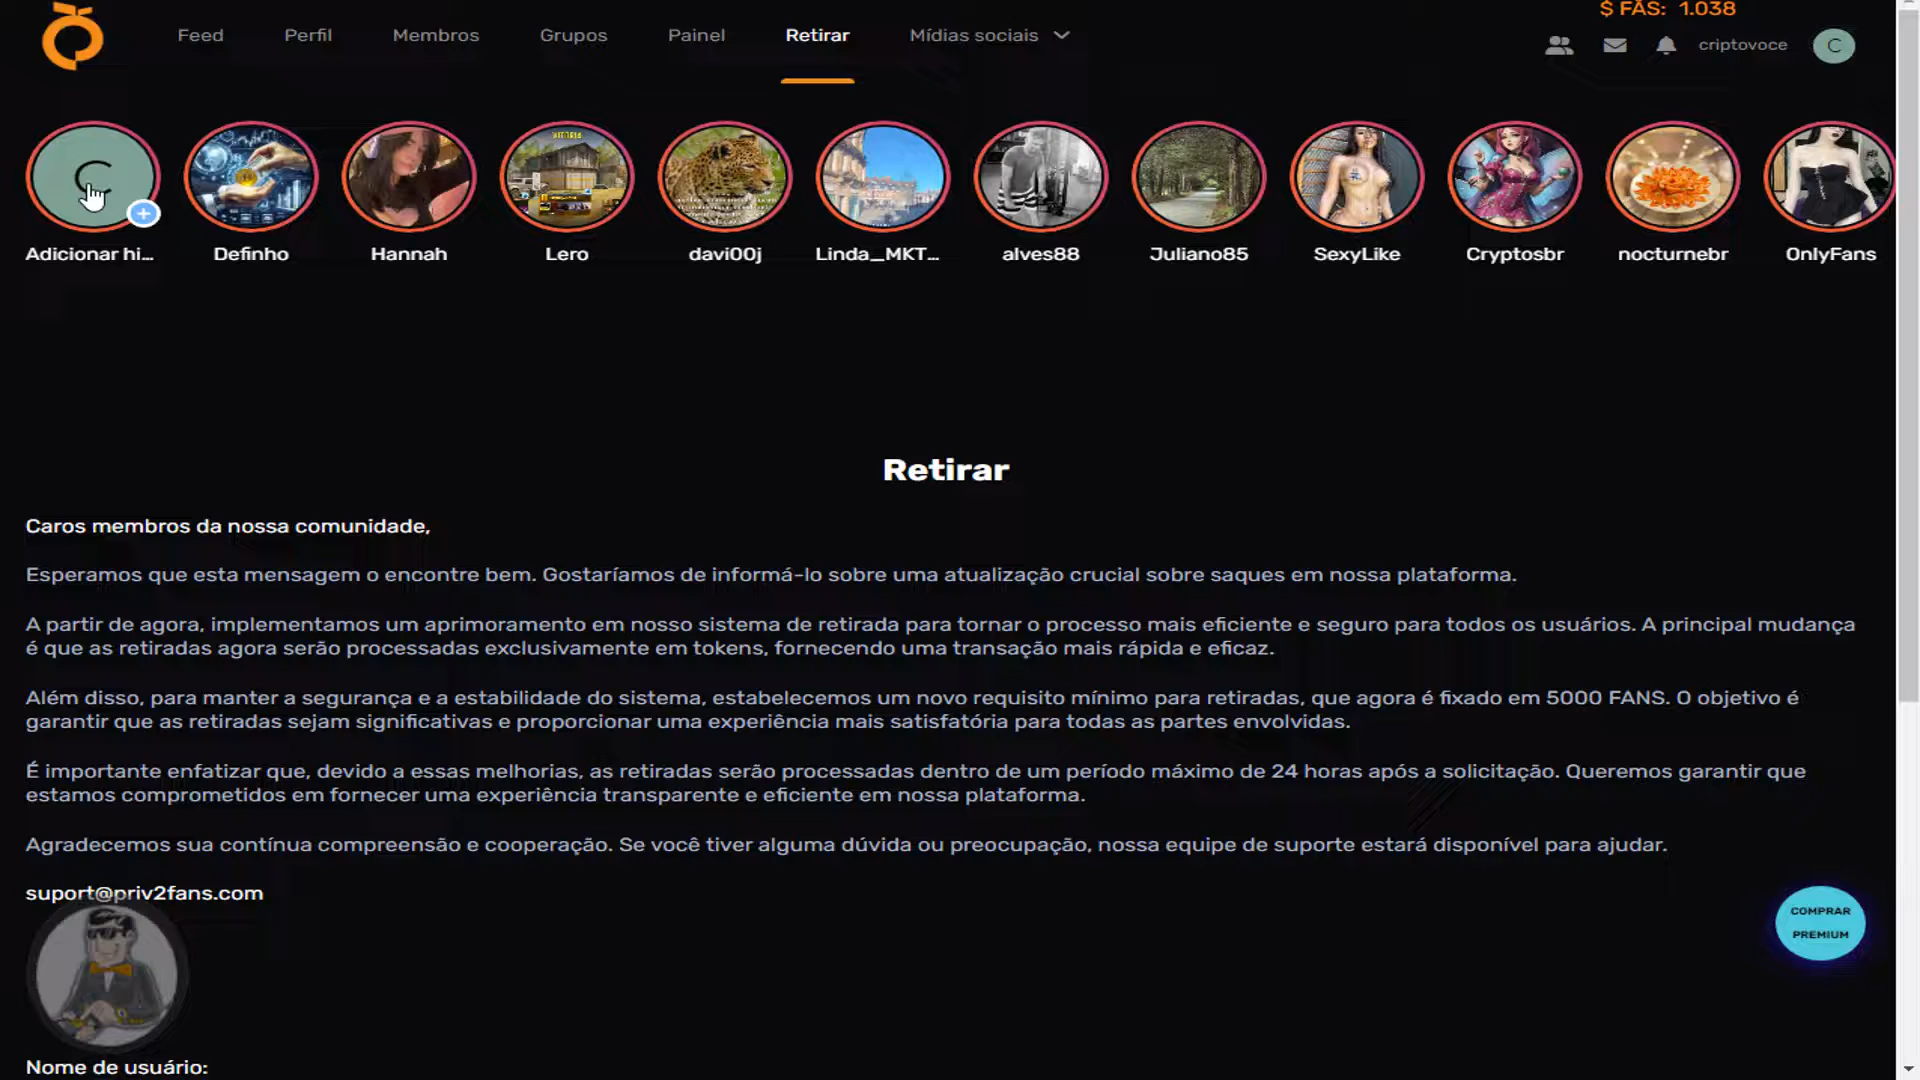 $ FÃS: 1.038
Feed Perfil Membros Grupos Painel Retirar Mídias sociais criptovoce C
Adicionar hi... Definho Hannah Lero davi00j Linda_MKT... alves88 Juliano85 SexyLike Cryptosbr nocturnebr OnlyFans
Retirar
Caros membros da nossa comunidade,
Esperamos que esta mensagem o encontre bem. Gostaríamos de informá-lo sobre uma atualização crucial sobre saques em nossa plataforma.
A partir de agora, implementamos um aprimoramento em nosso sistema de retirada para tornar o processo mais eficiente e seguro para todos os usuários. A principal mudança
é que as retiradas agora serão processadas exclusivamente em tokens, fornecendo uma transação mais rápida e eficaz.
Além disso, para manter a segurança e a estabilidade do sistema, estabelecemos um novo requisito mínimo para retiradas, que agora é fixado em 5000 FANS. O objetivo é
garantir que as retiradas sejam significativas e proporcionar uma experiência mais satisfatória para todas as partes envolvidas.
É importante enfatizar que, devido a essas melhorias, as retiradas serão processadas dentro de um período máximo de 24 horas após a solicitação. Queremos garantir que
estamos comprometidos em fornecer uma experiência transparente e eficiente em nossa plataforma.
Agradecemos sua contínua compreensão e cooperação. Se você tiver alguma dúvida ou preocupação, nossa equipe de suporte estará disponível para ajudar.
suport@priv2fans.com
COMPRAR
PREMIUM
Nome de usuário: